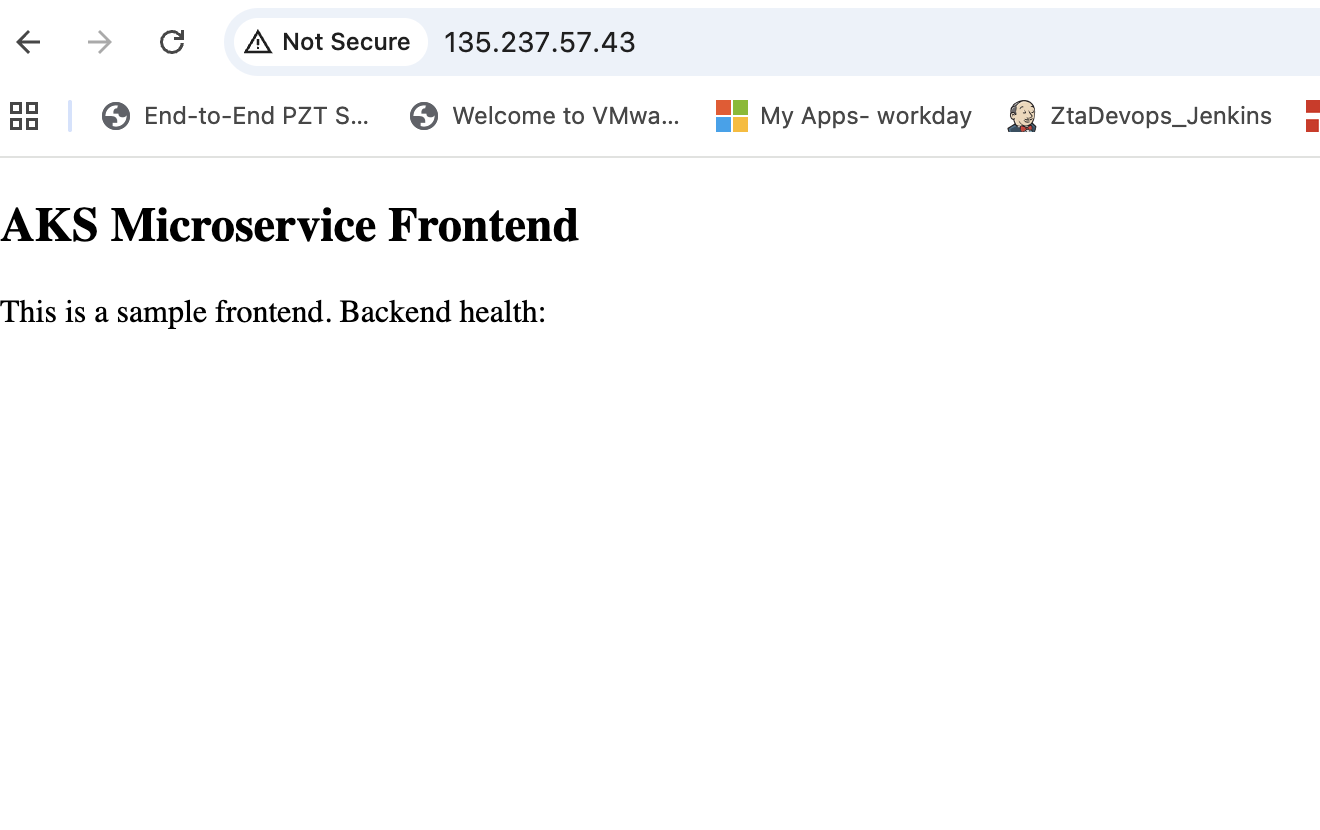 Not Secure 135.237.57.43
End-to-End PZT S... Welcome to VMwa... My Apps- workday ZtaDevops_Jenkins
AKS Microservice Frontend
This is a sample frontend. Backend health: